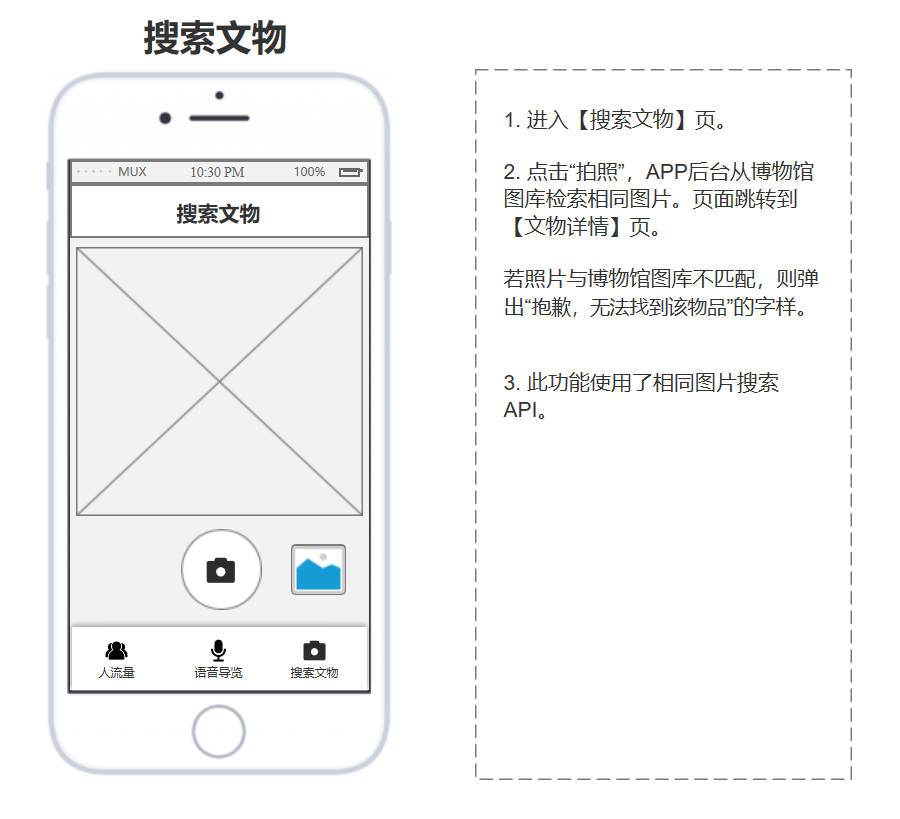 搜索文物
MUX 10:30 PM 100%
搜索文物
人流量 语音导览 搜索文物
1. 进入【搜索文物】页。
2. 点击“拍照”，APP后台从博物馆
图库检索相同图片。页面跳转到
【文物详情】页。
若照片与博物馆图库不匹配，则弹
出“抱歉，无法找到该物品”的字样。
3. 此功能使用了相同图片搜索
API。